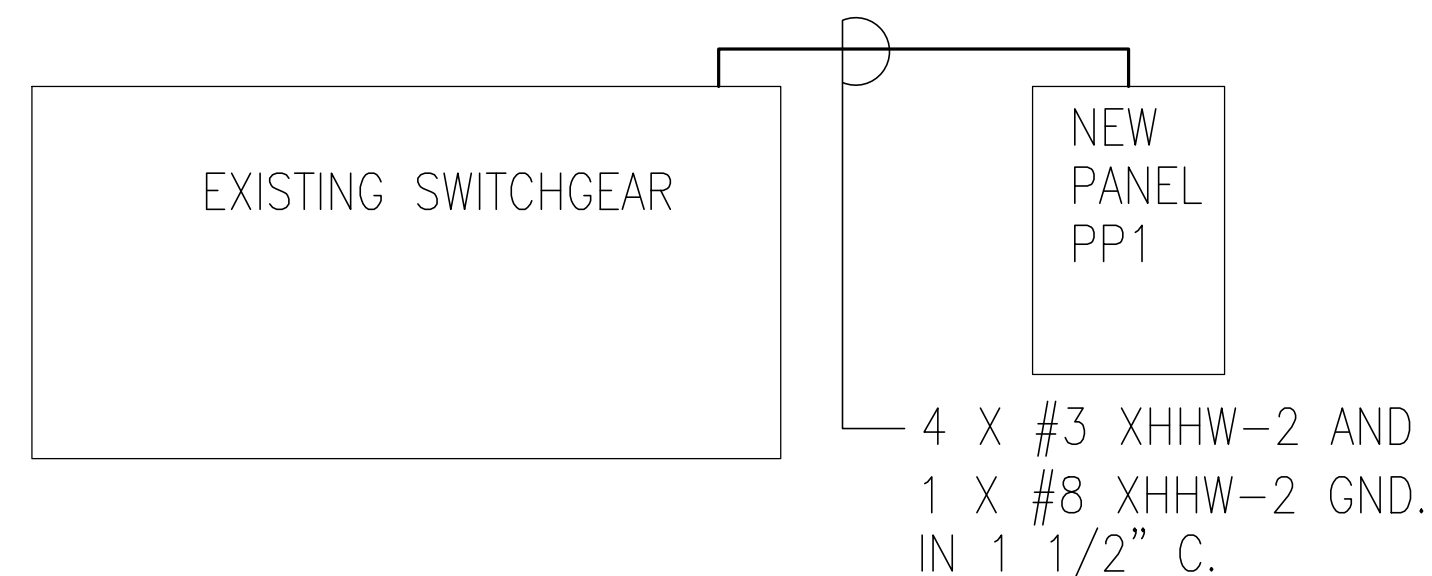 EXISTING SWITCHGEAR
NEW
PANEL
PP1
4 X #3 XHHW-2 AND
1 X #8 XHHW-2 GND.
IN 1 1/2" C.